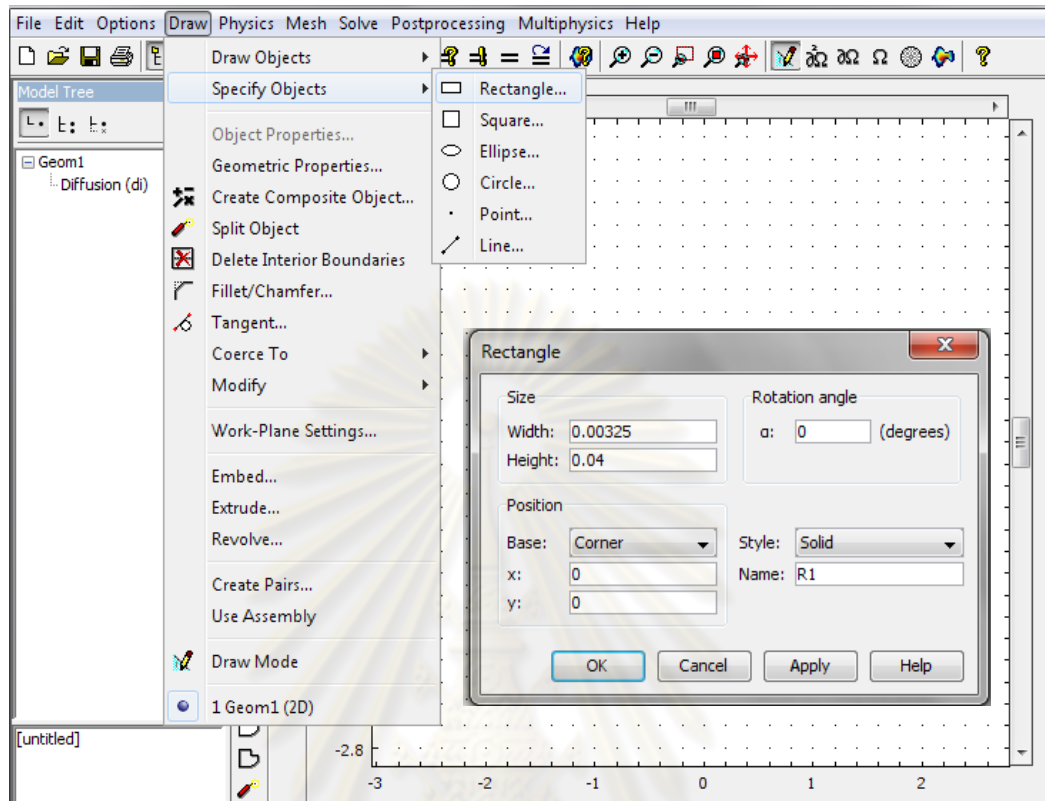 File Edit Options Draw Physics Mesh Solve Postprocessing Multiphysics Help
Model Tree
Geom1
Diffusion (di)
Draw Objects
Specify Objects
Object Properties...
Geometric Properties...
Create Composite Object...
Split Object
Delete Interior Boundaries
Fillet/Chamfer...
Tangent...
Coerce To
Modify
Work-Plane Settings...
Embed...
Extrude...
Revolve...
Create Pairs...
Use Assembly
Draw Mode
1 Geom1 (2D)
Rectangle...
Square...
Ellipse...
Circle...
Point...
Line...
Rectangle
Size
Width: 0.00325
Height: 0.04
Rotation angle
α: 0 (degrees)
Position
Base: Corner
x: 0
y: 0
Style: Solid
Name: R1
OK Cancel Apply Help
[untitled]
-2.8
-3 -2 -1 0 1 2